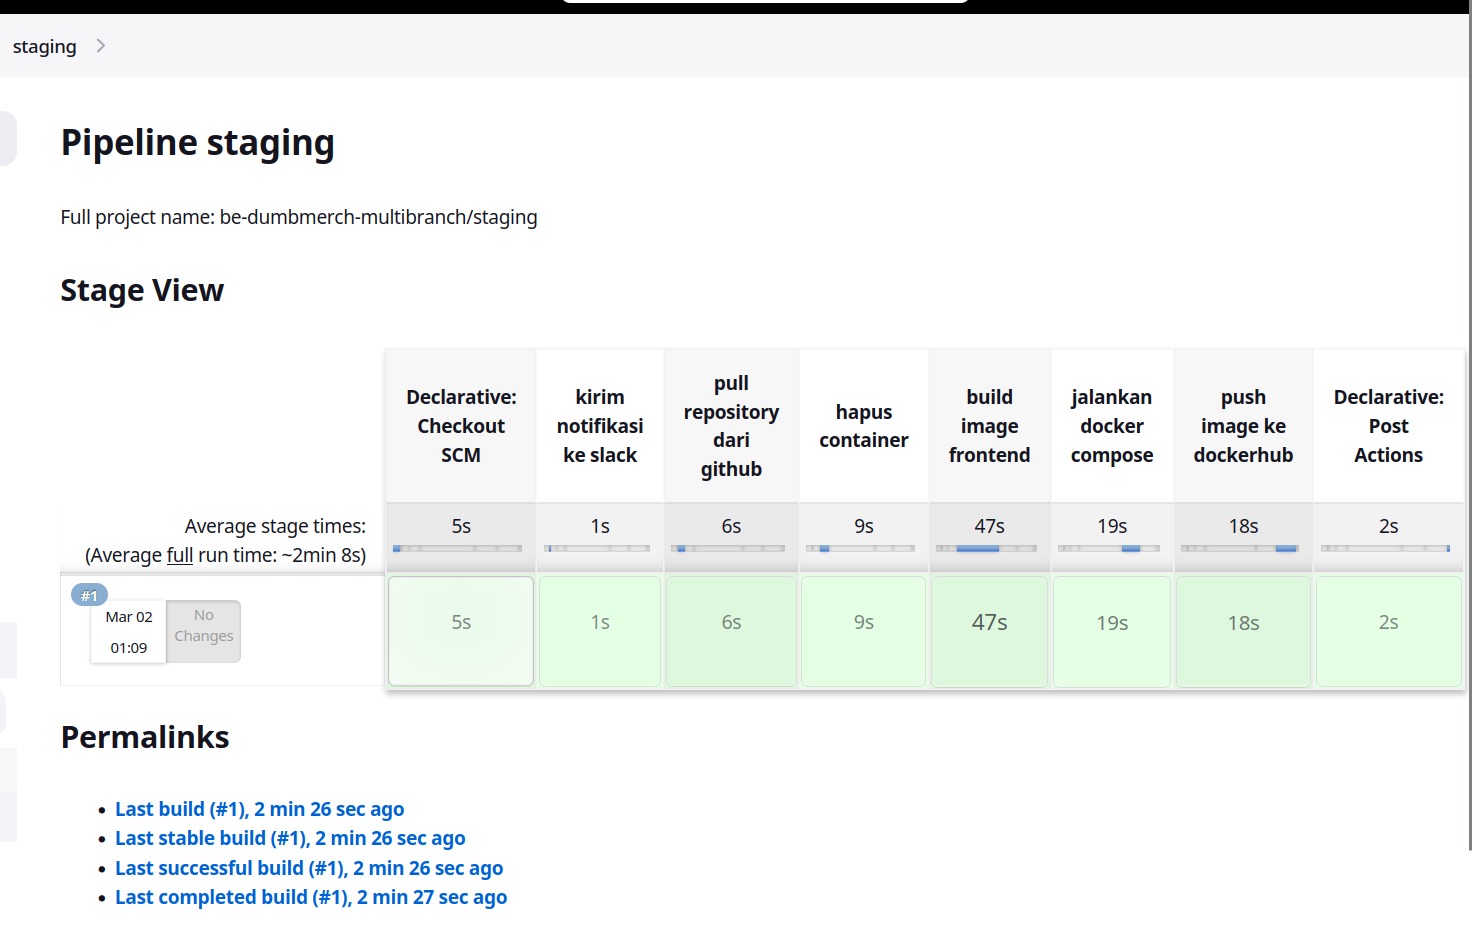 staging
Pipeline staging
Full project name: be-dumbmerch-multibranch/staging
Stage View
Declarative:
Checkout
SCM
kirim
notifikasi
ke slack
pull
repository
dari
github
hapus
container
build
image
frontend
jalankan
docker
compose
push
image ke
dockerhub
Declarative:
Post
Actions
Average stage times:
(Average full run time: ~2min 8s)
5s
1s
6s
9s
47s
19s
18s
2s
#1
Mar 02
01:09
No
Changes
5s
1s
6s
9s
47s
19s
18s
2s
Permalinks
Last build (#1), 2 min 26 sec ago
Last stable build (#1), 2 min 26 sec ago
Last successful build (#1), 2 min 26 sec ago
Last completed build (#1), 2 min 27 sec ago